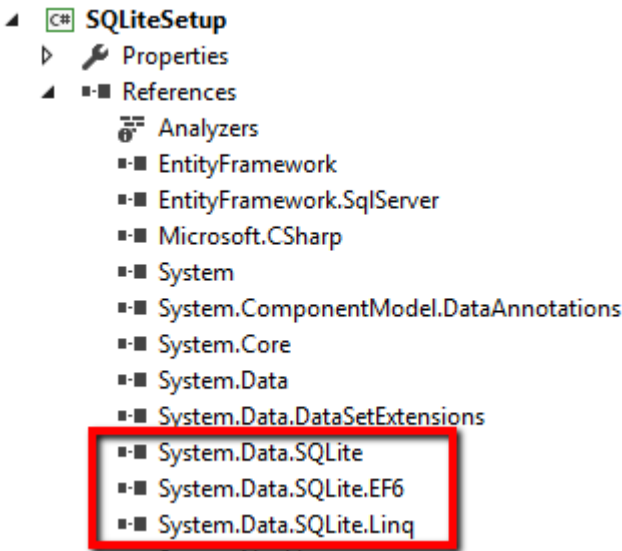 C# SQLiteSetup
Properties
References
Analyzers
EntityFramework
EntityFramework.SqlServer
Microsoft.CSharp
System
System.ComponentModel.DataAnnotations
System.Core
System.Data
System.Data.DataSetExtensions
System.Data.SQLite
System.Data.SQLite.EF6
System.Data.SQLite.Linq